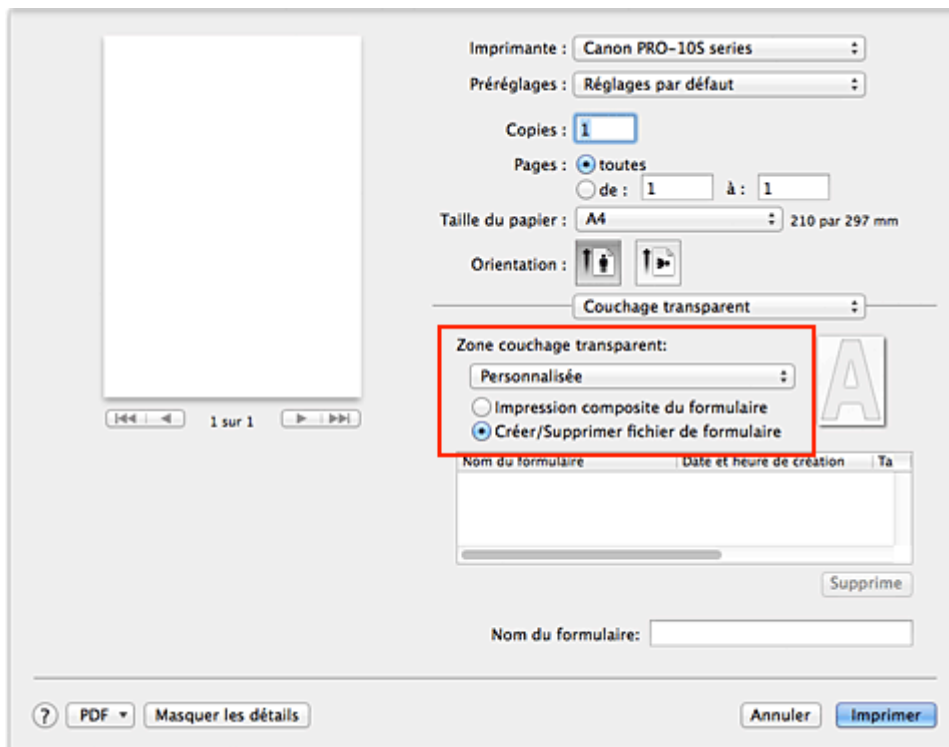 Imprimante : Canon PRO-10S series
Préréglages : Réglages par défaut
Copies : 1
Pages : toutes
de : 1 à : 1
Taille du papier : A4 210 par 297 mm
Orientation :
Couchage transparent
Zone couchage transparent:
Personnalisée
A
Impression composite du formulaire
1 sur 1
Créer/Supprimer fichier de formulaire
Nom du formulaire Date et heure de création Ta
Supprime
Nom du formulaire:
? PDF Masquer les détails Annuler Imprimer